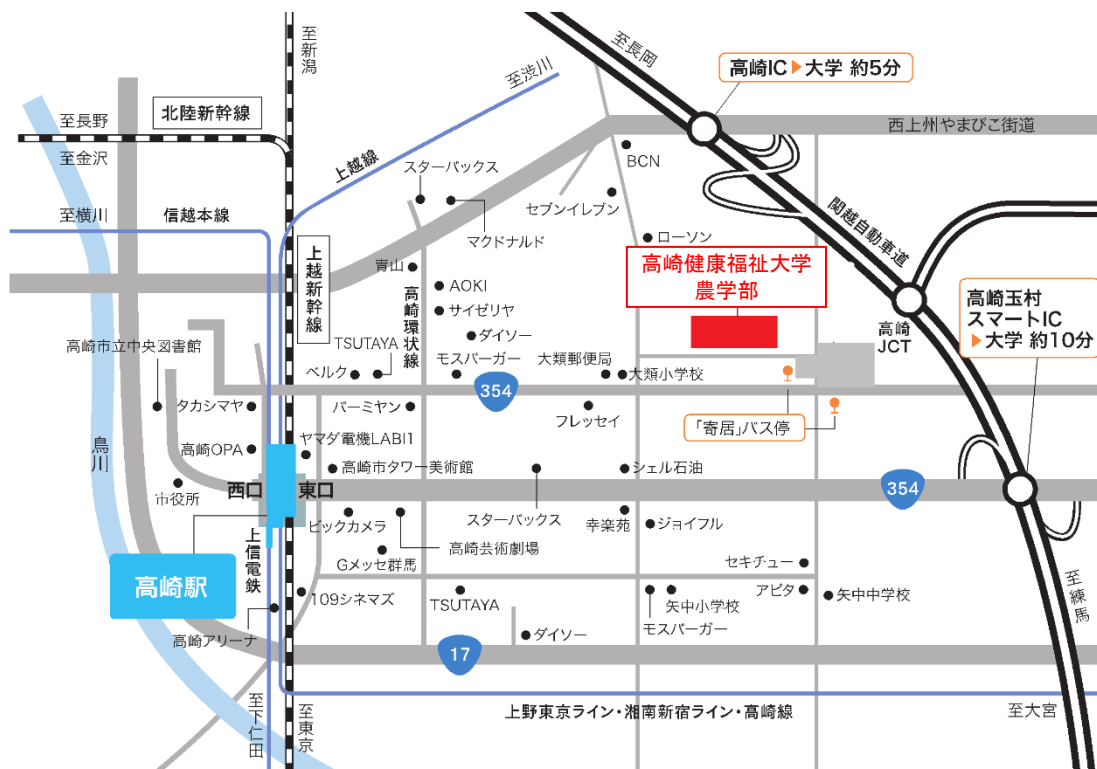 至新潟
至長岡
高崎IC▶大学 約5分
至渋川
北陸新幹線
至長野
至金沢
西上州やまびこ街道
上越線
スターバックス
BCN
セブンイレブン
マクドナルド
至横川
信越本線
関越自動車道
ローソン
上越新幹線
青山
高崎健康福祉大学
農学部
AOKI
高崎環状線
サイゼリヤ
高崎玉村
スマートIC
▶大学 約10分
高崎
JCT
ダイソー
TSUTAYA
高崎市立中央図書館
モスバーガー
大類郵便局
ベルク
大類小学校
354
タカシマヤ
バーミヤン
フレッセイ
「寄居」バス停
烏川
高崎OPA
ヤマダ電機LABI1
高崎市タワー美術館
シェル石油
市役所
西口
東口
354
ビックカメラ
スターバックス
幸楽苑
ジョイフル
高崎芸術劇場
上信電鉄
Gメッセ群馬
セキチュー
高崎駅
109シネマズ
TSUTAYA
矢中小学校
アピタ
矢中中学校
至練馬
モスバーガー
高崎アリーナ
ダイソー
17
至下仁田
至東京
上野東京ライン・湘南新宿ライン・高崎線
至大宮